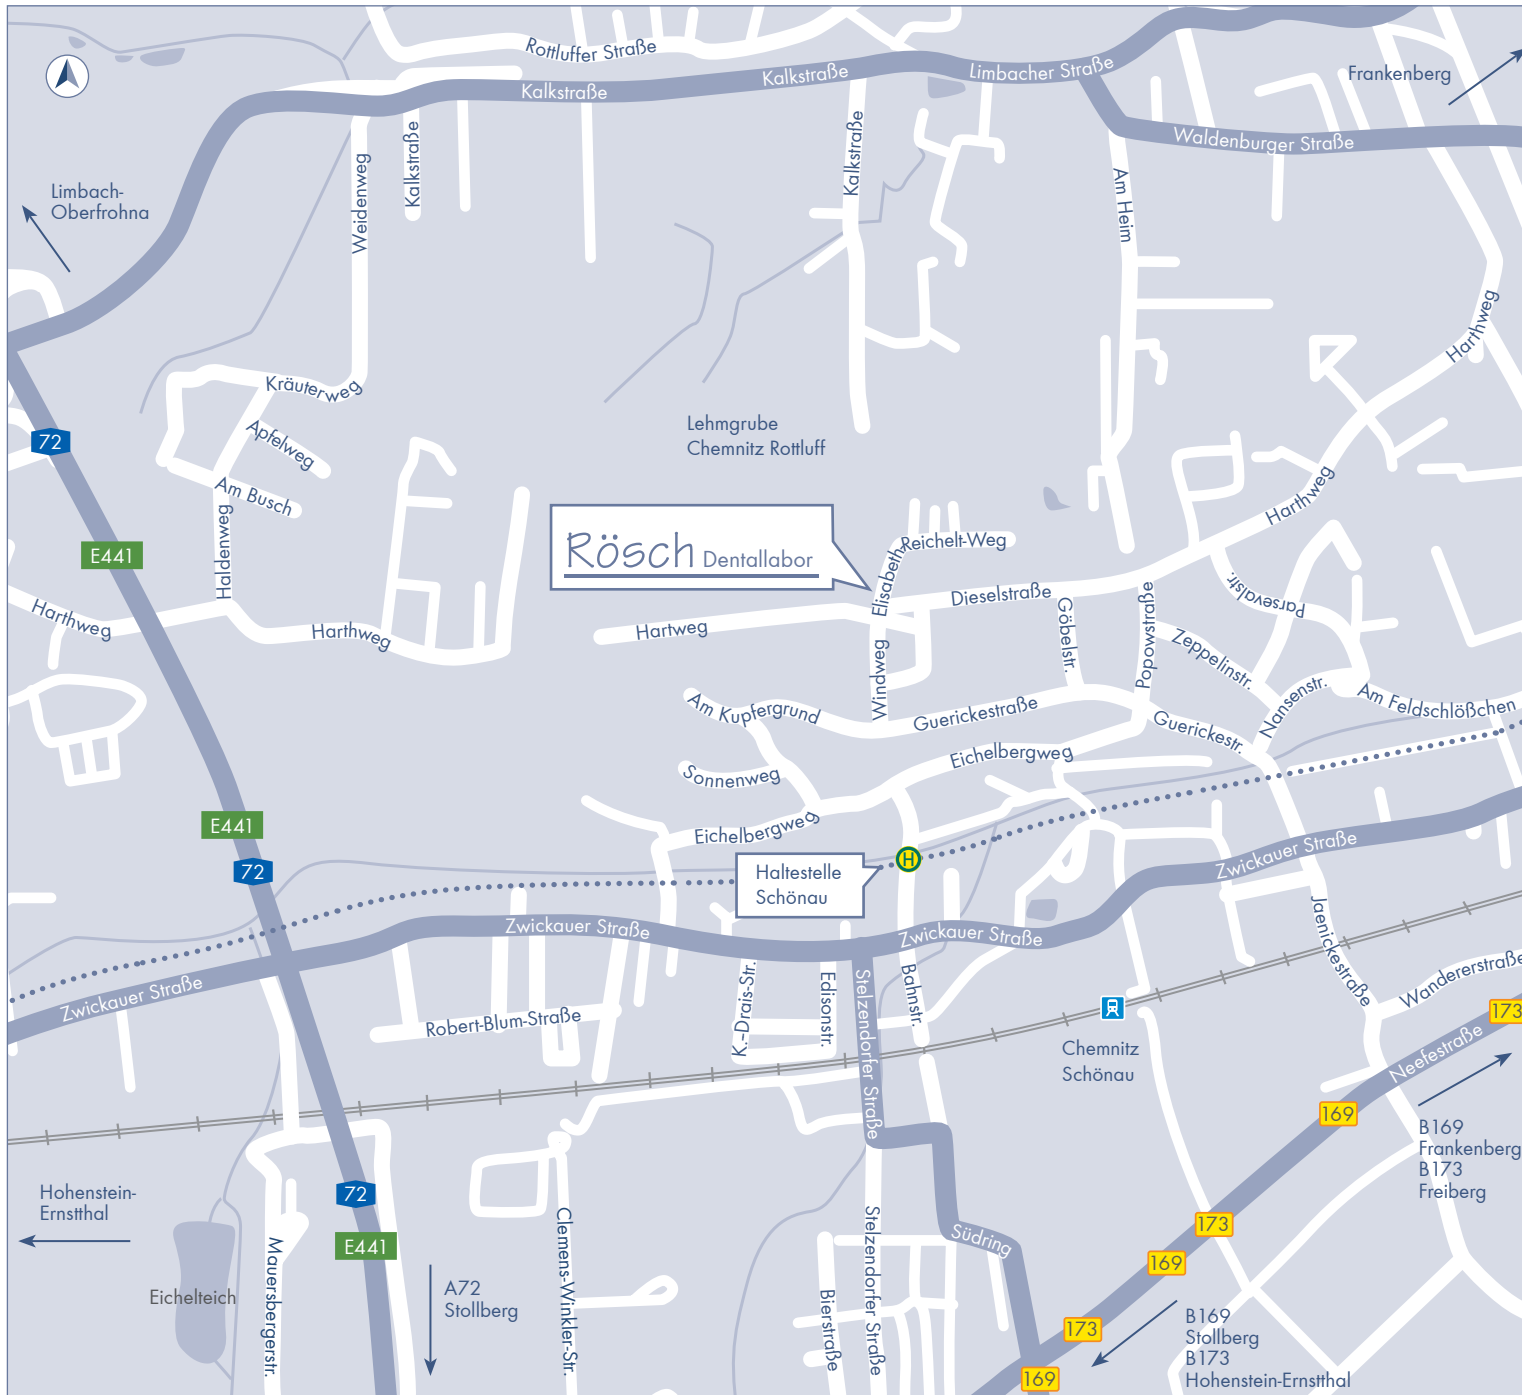 Rottluffer Straße
Kalkstraße
Kalkstraße
Limbacher Straße
Frankenberg
Waldenburger Straße
Kalkstraße
Kalkstraße
Weidenweg
Am Heim
Limbach-
Oberfrohna
Harthweg
Kräuterweg
Apfelweg
Am Busch
Haldenweg
72
Lehmgrube
Chemnitz Rottluff
Harthweg
E441
Rösch Dentallabor
Elisabeth-
Reichelt-Weg
Dieselstraße
Göbelstr.
Popowstraße
Parsevalstr.
Harthweg
Harthweg
Hartweg
Windweg
Zeppelinstr.
Nansenstr.
Am Feldschlößchen
Am Kupfergrund
Guerickestraße
Guerickestr.
Sonnenweg
Eichelbergweg
Eichelbergweg
E441
72
Haltestelle
Schönau
H
Zwickauer Straße
Zwickauer Straße
Zwickauer Straße
Zwickauer Straße
Jaenickestraße
Wandererstraße
K.-Drais-Str.
Edisonstr.
Stelzendorfer Straße
Bahnstr.
Robert-Blum-Straße
Chemnitz
Schönau
173
Neefestraße
169
B169
Frankenberg
B173
Freiberg
72
E441
Hohenstein-
Ernstthal
Eichelteich
Mauersbergerstr.
A72
Stollberg
Clemens-Winkler-Str.
Bierstraße
Stelzendorfer Straße
Südring
173
169
173
169
B169
Stollberg
B173
Hohenstein-Ernstthal